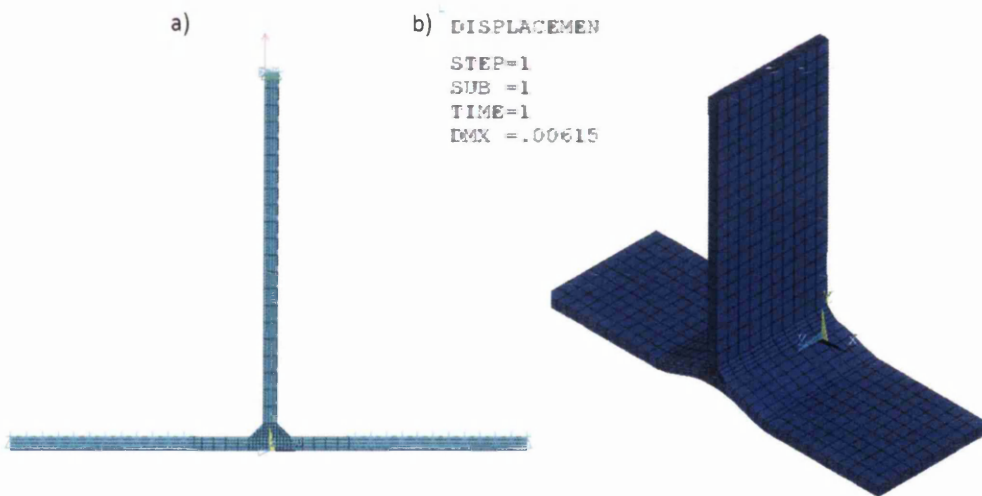 a)
b)
DISPLACEMEN
STEP=1
SUB =1
TIME=1
DMX =.00615